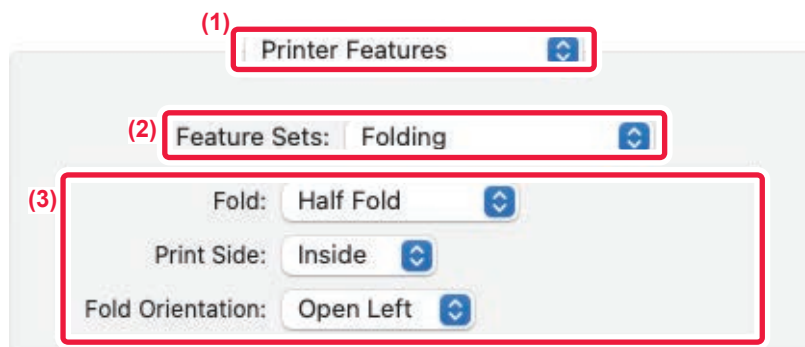 (1)
Printer Features
(2) Feature Sets: Folding
(3) Fold: Half Fold
Print Side: Inside
Fold Orientation: Open Left